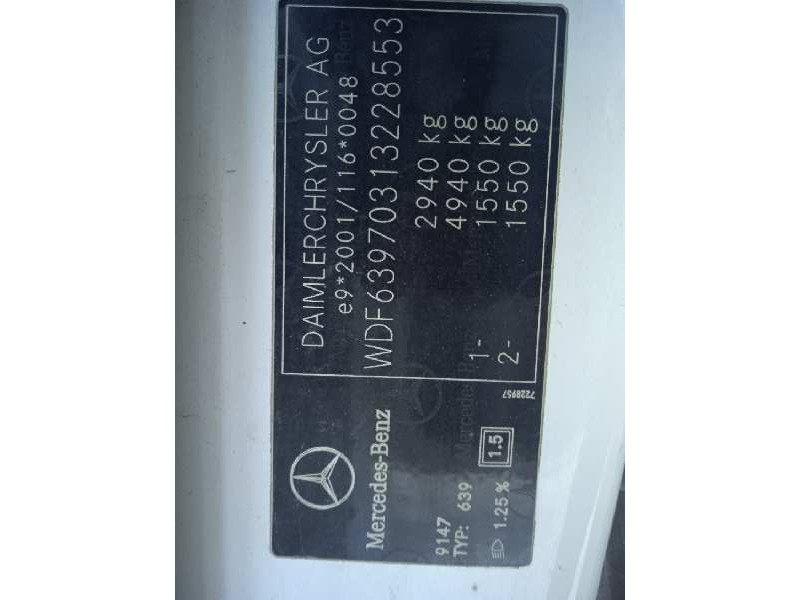 DAIMLERCHRYSLER AG
e9*2001/116*0048
WDF63970313228553
2940 kg
4940 kg
1- 1550 kg
2- 1550 kg
7228957
Mercedes-Benz
9147
TYP: 639 1.5
1.25 %